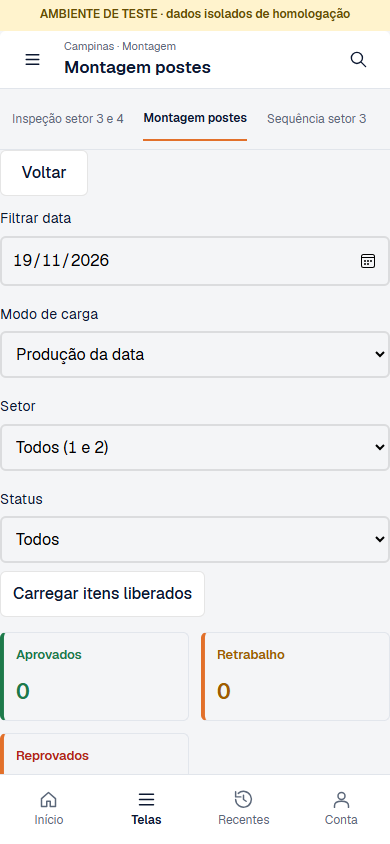 AMBIENTE DE TESTE · dados isolados de homologação
Campinas · Montagem
Montagem postes
Inspeção setor 3 e 4
Montagem postes
Sequência setor 3
Voltar
Filtrar data
19/11/2026
Modo de carga
Produção da data
Setor
Todos (1 e 2)
Status
Todos
Carregar itens liberados
Aprovados
Retrabalho
0
0
Reprovados
Início
Telas
Recentes
Conta